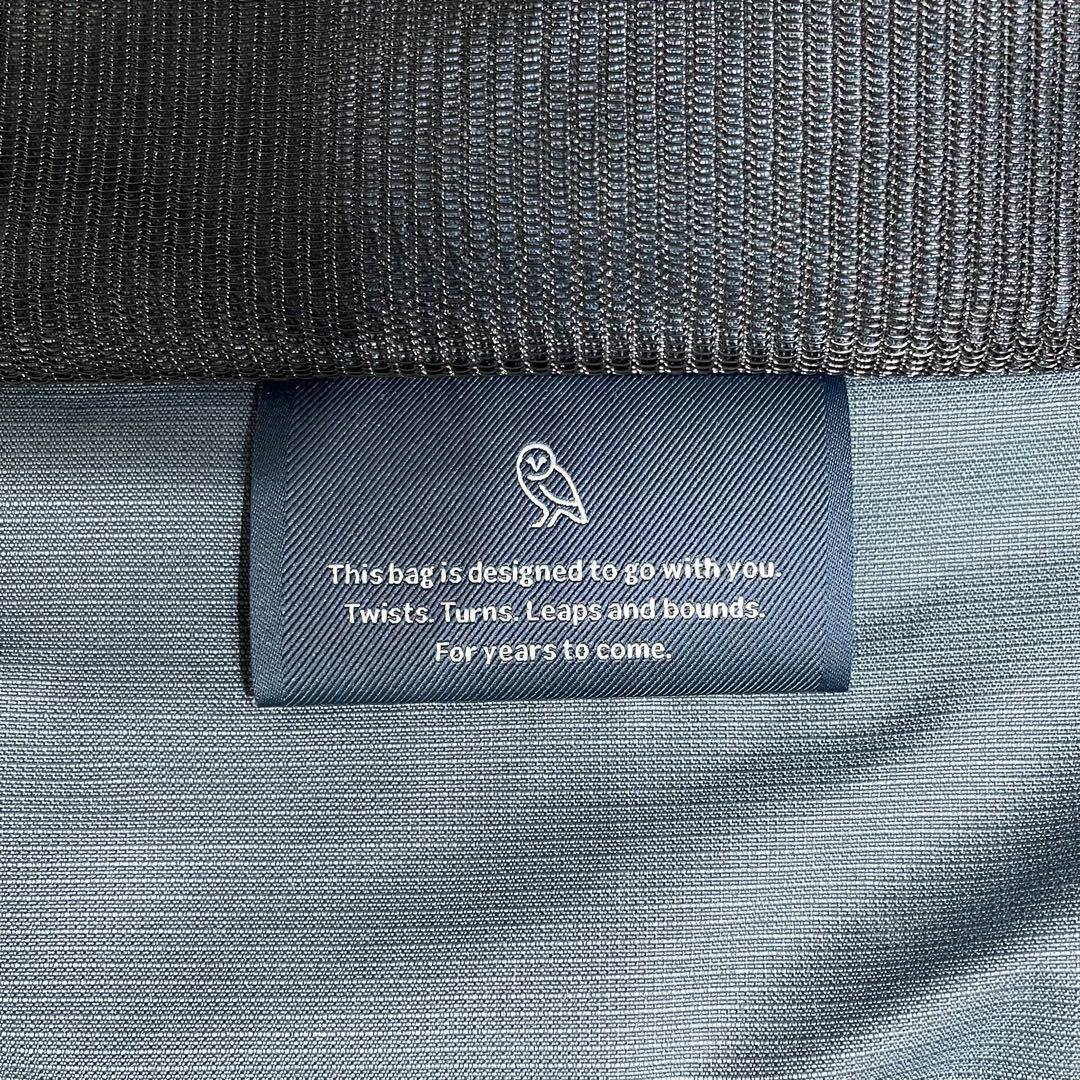 This bag is designed to go with you.
Twists. Turns. Leaps and bounds.
For years to come.